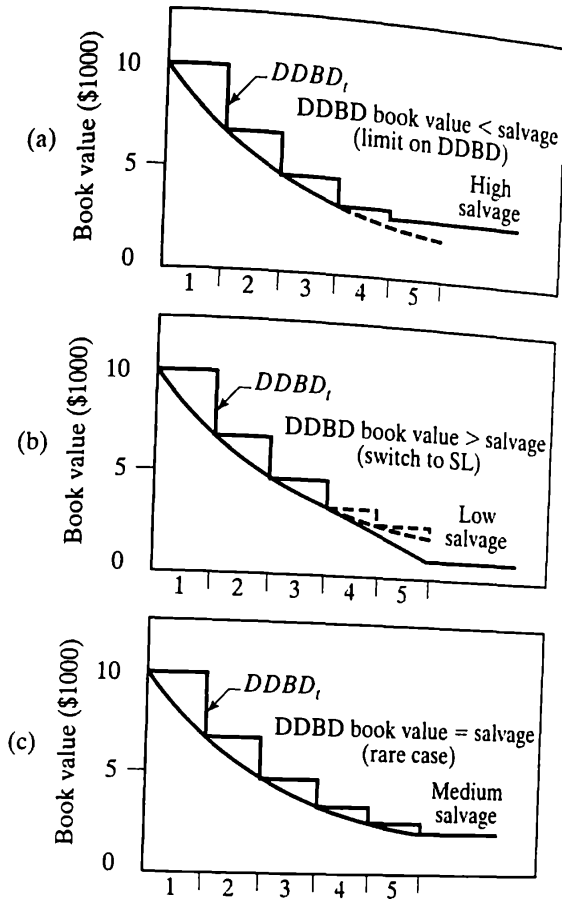 (a)
Book value ($1000)
10
5
0
DDBDₜ
DDBD book value < salvage
(limit on DDBD)
High
salvage
1 2 3 4 5
(b)
Book value ($1000)
10
5
0
DDBDₜ
DDBD book value > salvage
(switch to SL)
Low
salvage
1 2 3 4 5
(c)
Book value ($1000)
10
5
0
DDBDₜ
DDBD book value = salvage
(rare case)
Medium
salvage
1 2 3 4 5